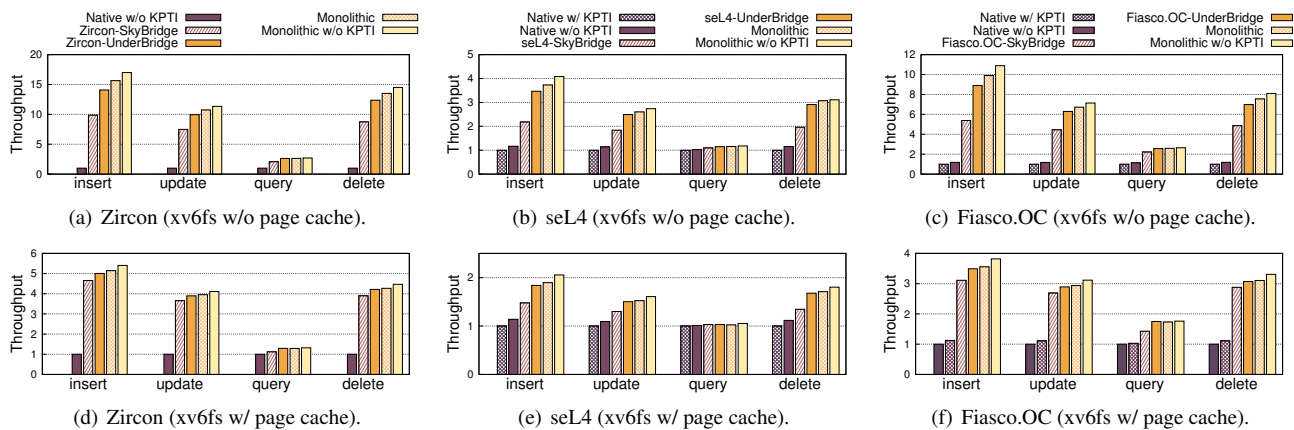 Native w/o KPTI
Zircon-SkyBridge
Zircon-UnderBridge
Monolithic
Monolithic w/o KPTI
Throughput
25
20
15
10
5
0
insert update query delete
(a) Zircon (xv6fs w/o page cache).
Native w/ KPTI
Native w/o KPTI
seL4-SkyBridge
seL4-UnderBridge
Monolithic
Monolithic w/o KPTI
Throughput
5
4
3
2
1
0
insert update query delete
(b) seL4 (xv6fs w/o page cache).
Native w/ KPTI
Native w/o KPTI
Fiasco.OC-SkyBridge
Fiasco.OC-UnderBridge
Monolithic
Monolithic w/o KPTI
Throughput
12
10
8
6
4
2
0
insert update query delete
(c) Fiasco.OC (xv6fs w/o page cache).
Throughput
6
5
4
3
2
1
0
insert update query delete
(d) Zircon (xv6fs w/ page cache).
Throughput
2
1
0
insert update query delete
(e) seL4 (xv6fs w/ page cache).
Throughput
4
3
2
1
0
insert update query delete
(f) Fiasco.OC (xv6fs w/ page cache).